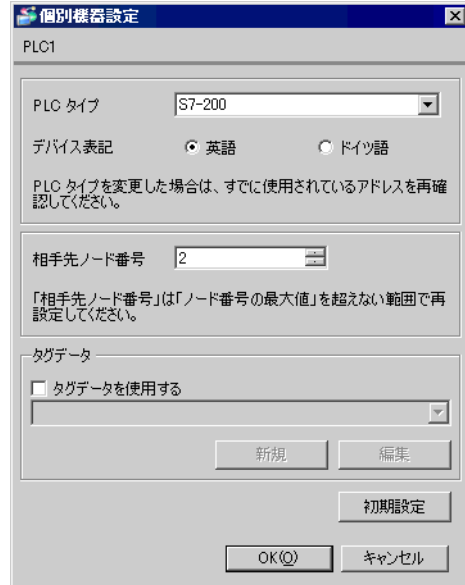 個別機器設定
PLC1
PLC タイプ
S7-200
デバイス表記
英語
ドイツ語
PLC タイプを変更した場合は、すでに使用されているアドレスを再確
認してください。
相手先ノード番号
2
「相手先ノード番号」は「ノード番号の最大値」を超えない範囲で再
設定してください。
タグデータ
タグデータを使用する
新規
編集
初期設定
OK(O)
キャンセル